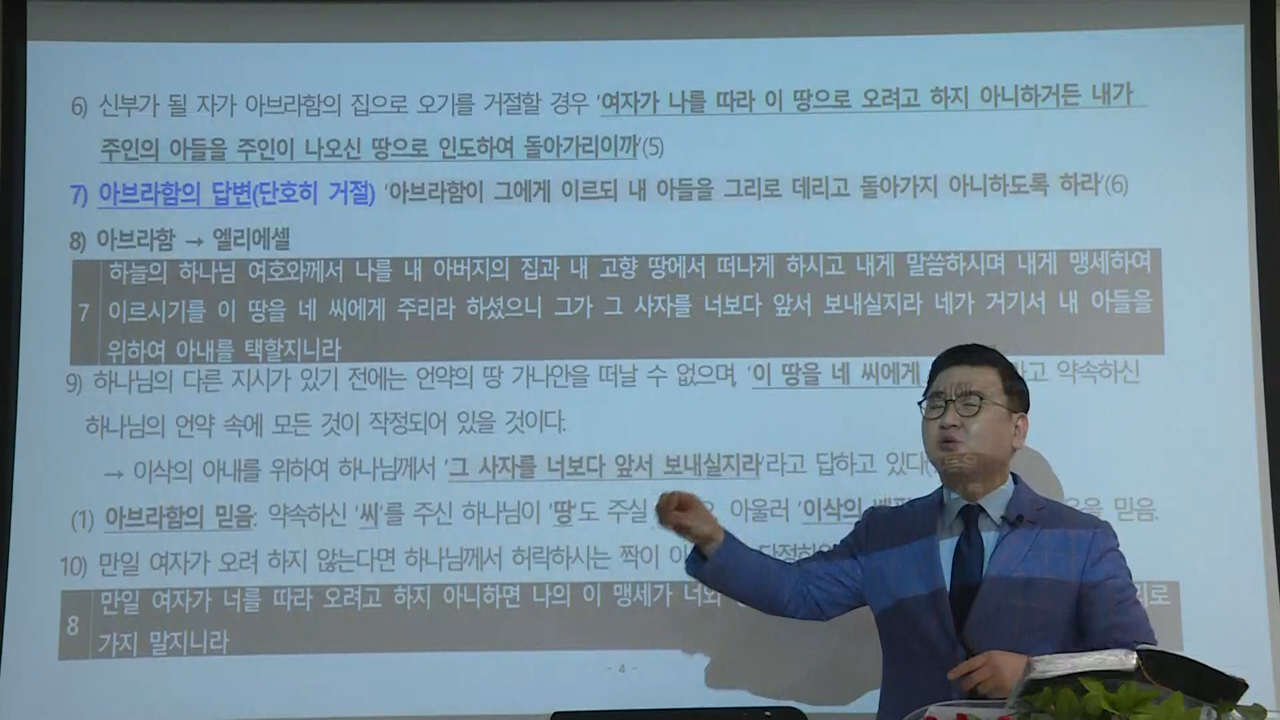 6) 신부가 될 자가 아브라함의 집으로 오기를 거절할 경우 '여자가 나를 따라 이 땅으로 오려고 하지 아니하거든 내가
주인의 아들을 주인이 나오신 땅으로 인도하여 돌아가리이까'(5)
7) 아브라함의 답변(단호히 거절) '아브라함이 그에게 이르되 내 아들을 그리로 데리고 돌아가지 아니하도록 하라'(6)
8) 아브라함 → 엘리에셀
하늘의 하나님 여호와께서 나를 내 아버지의 집과 내 고향 땅에서 떠나게 하시고 내게 말씀하시며 내게 맹세하여
7 이르시기를 이 땅을 네 씨에게 주리라 하셨으니 그가 그 사자를 너보다 앞서 보내실지라 네가 거기서 내 아들을
위하여 아내를 택할지니라
9) 하나님의 다른 지시가 있기 전에는 언약의 땅 가나안을 떠날 수 없으며, '이 땅을 네 씨에게 약속하신
하나님의 언약 속에 모든 것이 작정되어 있을 것이다.
→ 이삭의 아내를 위하여 하나님께서 '그 사자를 너보다 앞서 보내실지라'라고 답하고 있다
(1) 아브라함의 믿음: 약속하신 '씨'를 주신 하나님이 '땅'도 주실 아울러 '이삭의 믿음.
10) 만일 여자가 오려 하지 않는다면 하나님께서 허락하시는 짝이
만일 여자가 너를 따라 오려고 하지 아니하면 나의 이 맹세가 너와
8 가지 말지니라
- 4 -